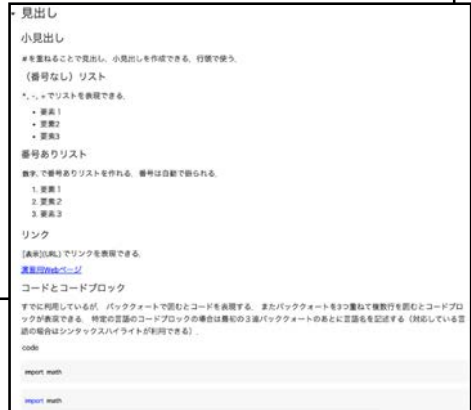 見出し
小見出し
#を重ねることで見出し、小見出しを作成できる。行頭で使う。
(番号なし)リスト
*, -, + でリストを表現できる。
• 要素1
• 要素2
• 要素3
番号ありリスト
数字. で番号ありリストを作れる。番号は自動で振られる。
1. 要素1
2. 要素2
3. 要素3
リンク
[表示](URL) でリンクを表現できる。
演習用Webページ
コードとコードブロック
すでに利用しているが、バッククォートで囲むとコードを表現する。またバッククォートを3つ重ねて複数行を囲むとコードブロ
ックが表現できる。特定の言語のコードブロックの場合は最初の3連バッククォートのあとに言語名を記述する(対応している言
語の場合はシンタックスハイライトが利用できる)。
code
import math
import math